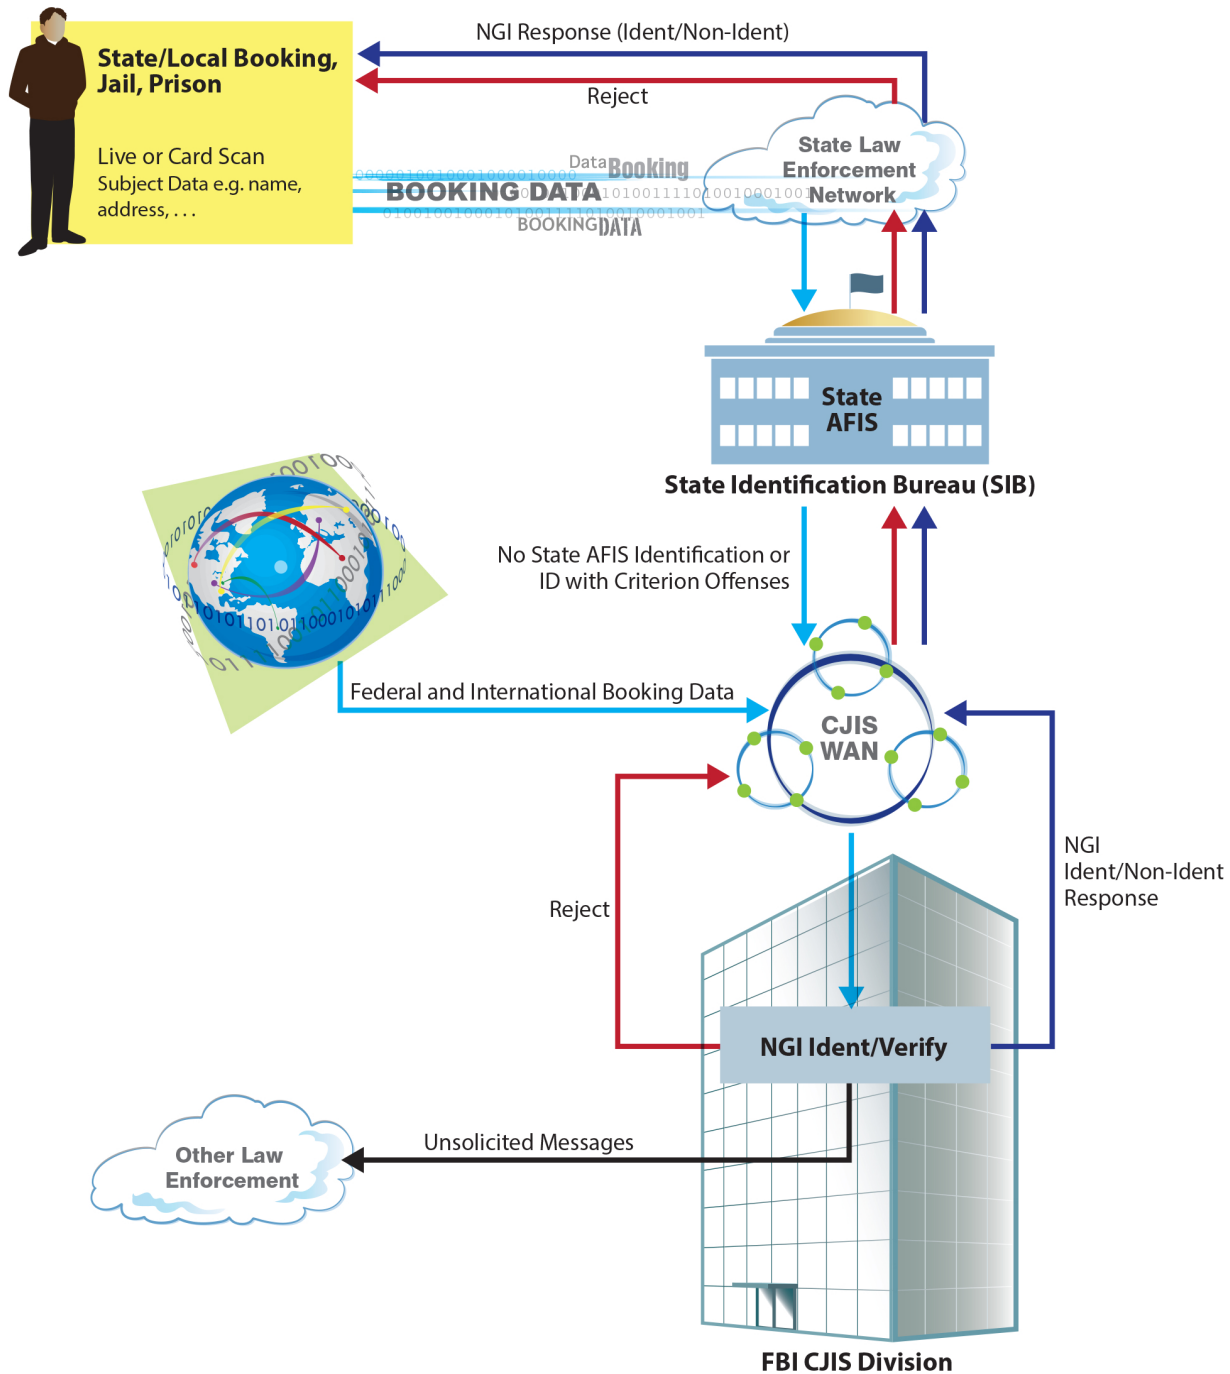 NGI Response (Ident/Non-Ident)
State/Local Booking,
Jail, Prison
Reject
Live or Card Scan
Subject Data e.g. name,
address, . . .
Data Booking
BOOKING DATA
BOOKING DATA
State Law
Enforcement
Network
State
AFIS
State Identification Bureau (SIB)
No State AFIS Identification or
ID with Criterion Offenses
Federal and International Booking Data
CJIS
WAN
NGI
Ident/Non-Ident
Response
Reject
NGI Ident/Verify
Unsolicited Messages
Other Law
Enforcement
FBI CJIS Division